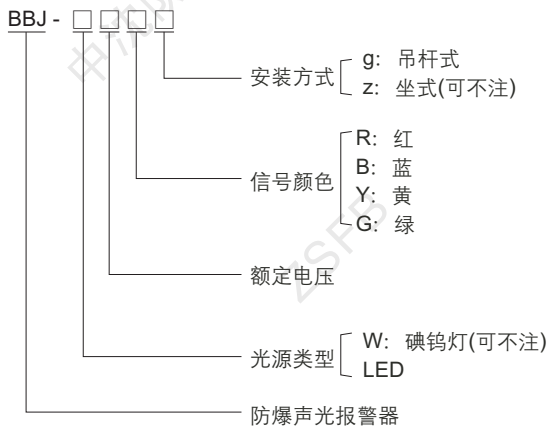 BBJ - □ □ □ □
安装方式
g: 吊杆式
z: 坐式(可不注)
信号颜色
R: 红
B: 蓝
Y: 黄
G: 绿
额定电压
光源类型
W: 碘钨灯(可不注)
LED
防爆声光报警器
ZSFB